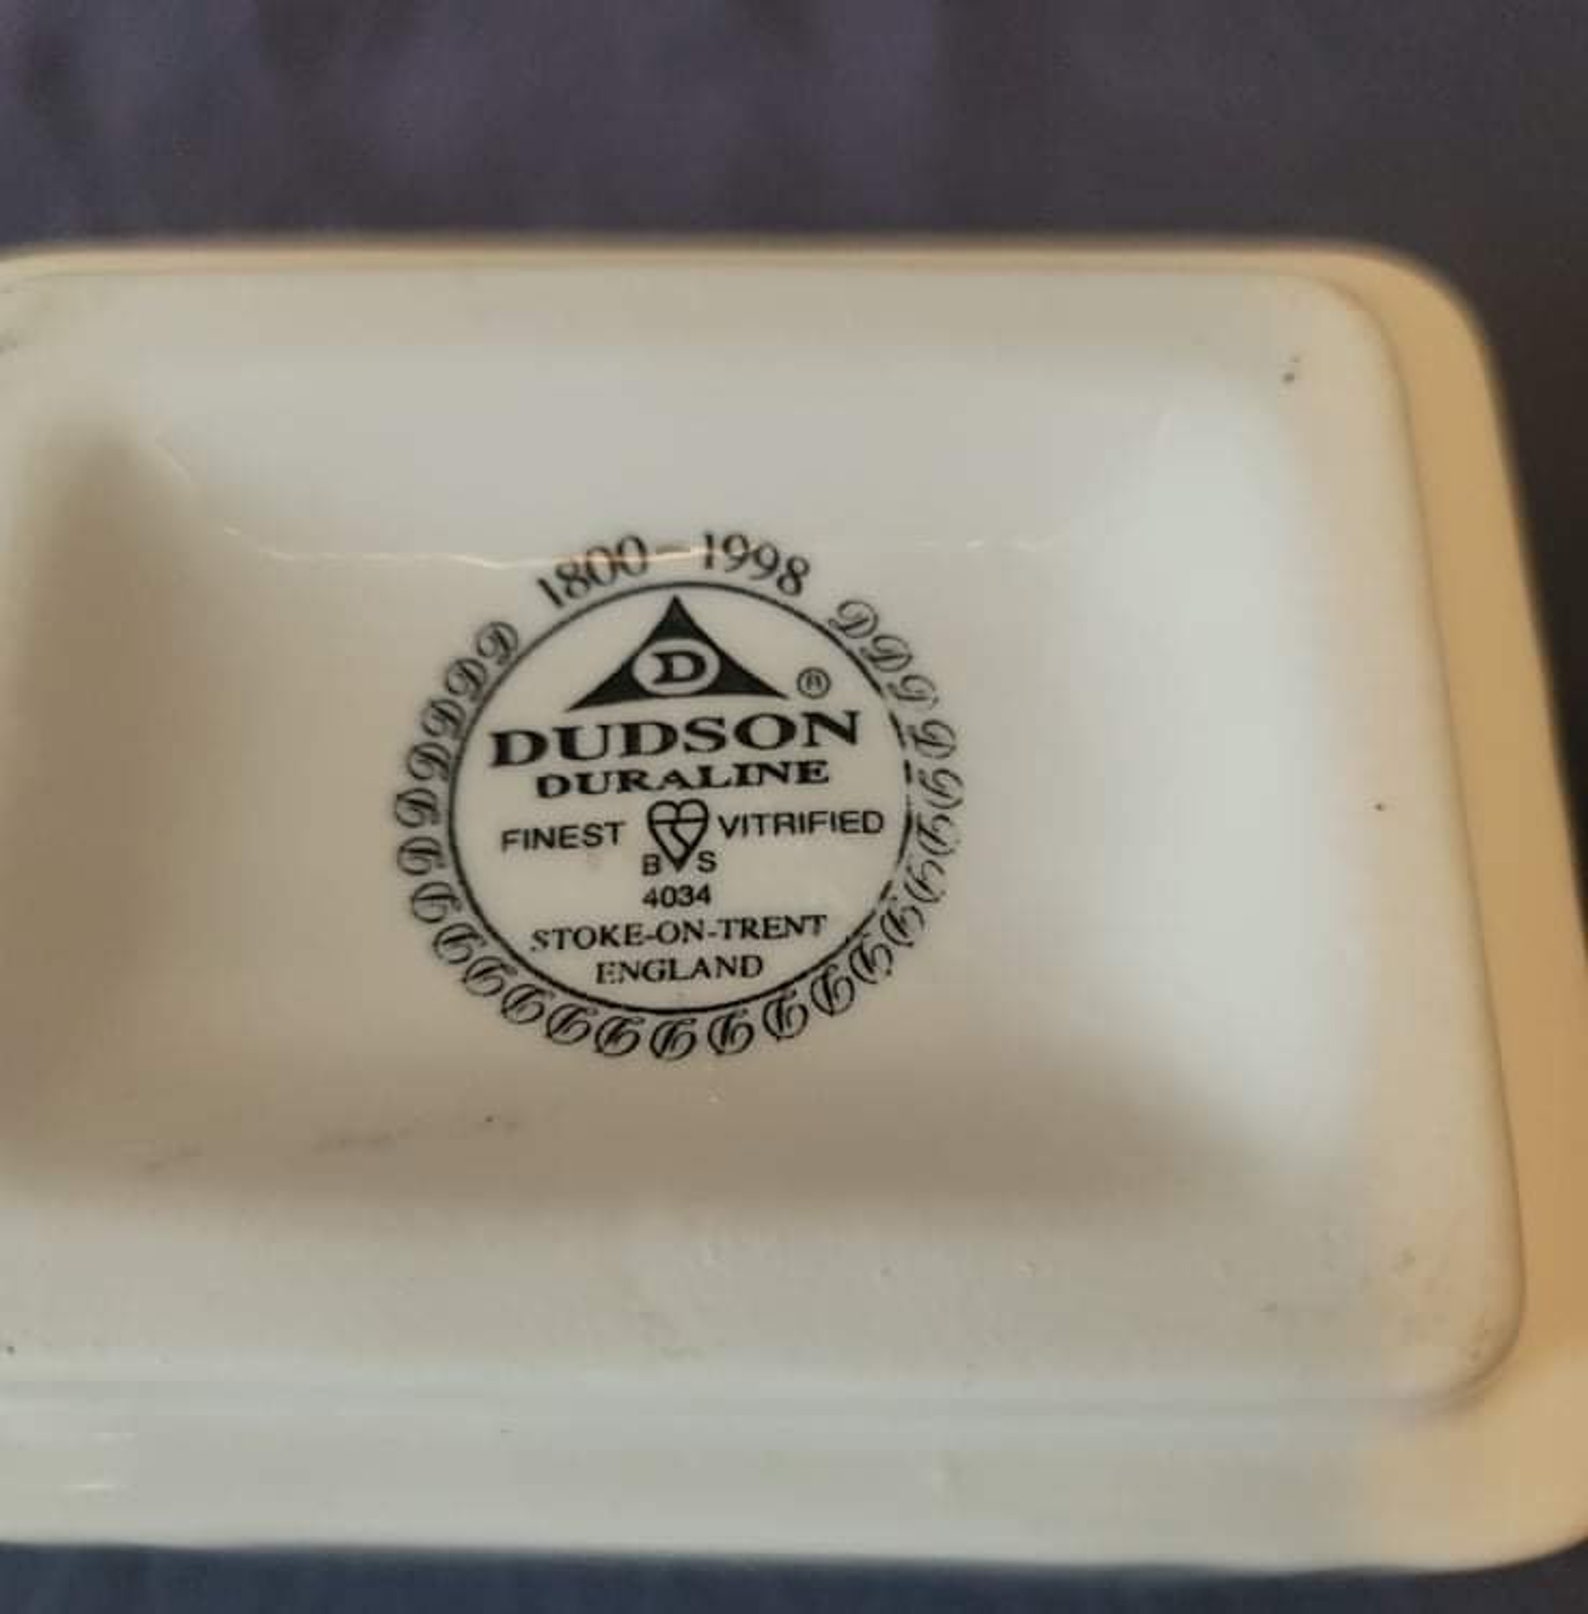 1800-1998
D D D D D D D D D D D D D D D D D D D D D D D D D D
D
®
DUDSON
DURALINE
FINEST VITRIFIED
B S
4034
STOKE-ON-TRENT
ENGLAND